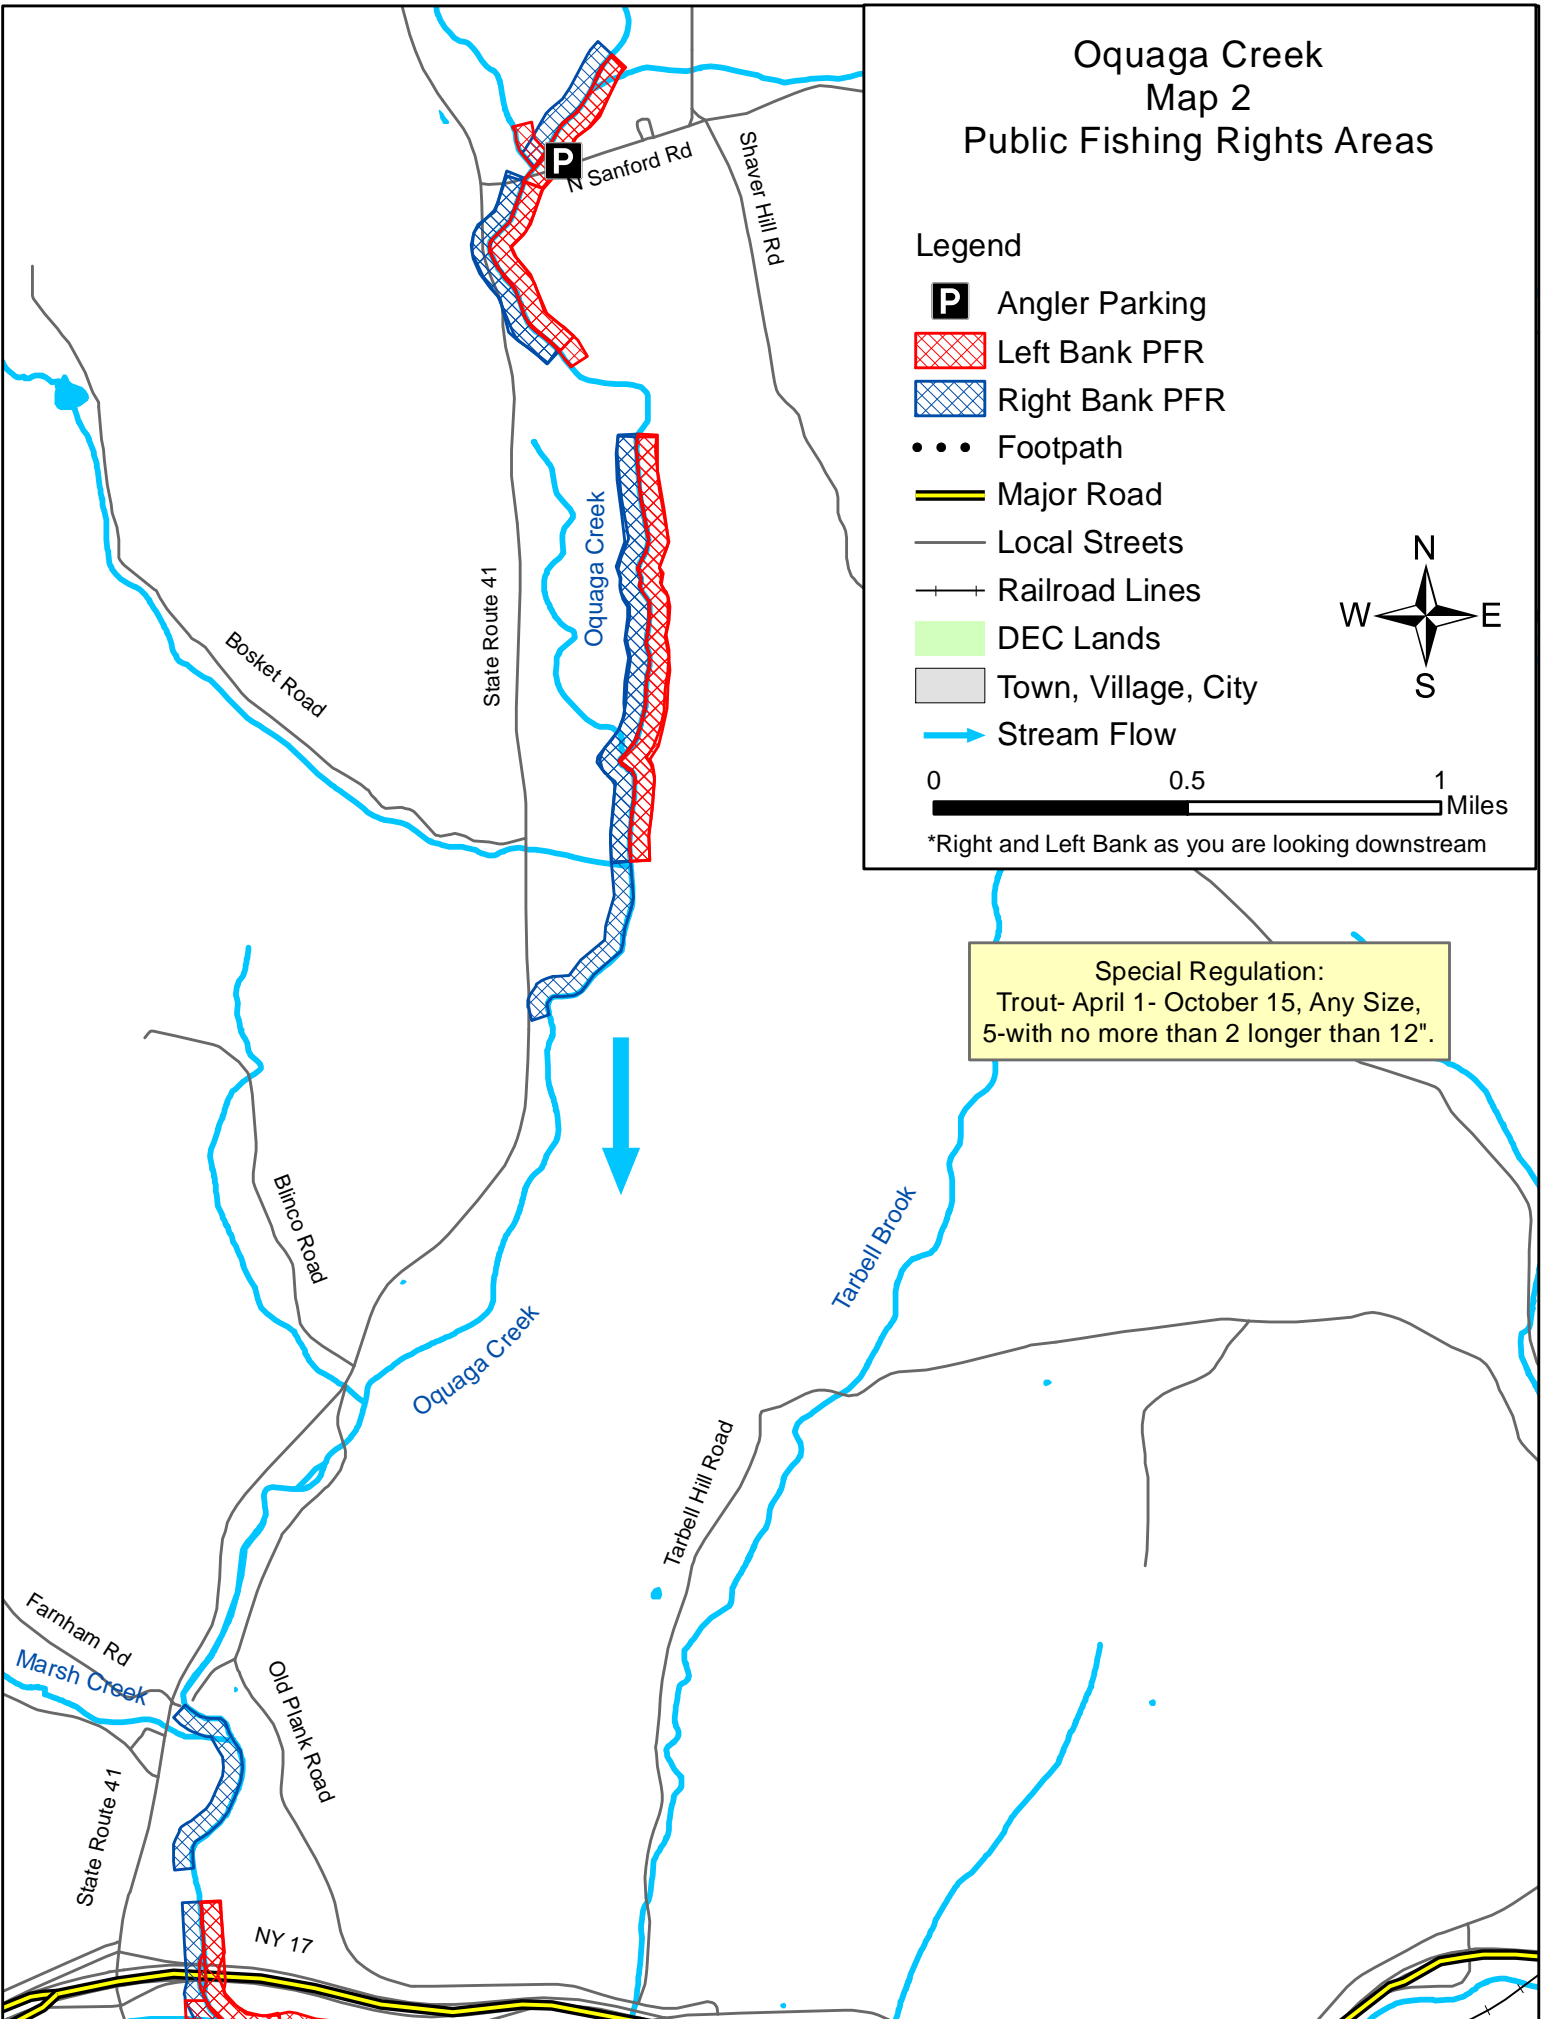 Oquaga Creek
Map 2
Public Fishing Rights Areas
Legend
P Angler Parking
Left Bank PFR
Right Bank PFR
Footpath
Major Road
Local Streets
Railroad Lines
DEC Lands
Town, Village, City
Stream Flow
N
W E
S
0 0.5 1
Miles
*Right and Left Bank as you are looking downstream
P
N Sanford Rd
Shaver Hill Rd
Oquaga Creek
State Route 41
Bosket Road
Special Regulation:
Trout- April 1- October 15, Any Size,
5-with no more than 2 longer than 12".
Blinco Road
Tarbell Brook
Oquaga Creek
Tarbell Hill Road
Farnham Rd
Marsh Creek
Old Plank Road
State Route 41
NY 17